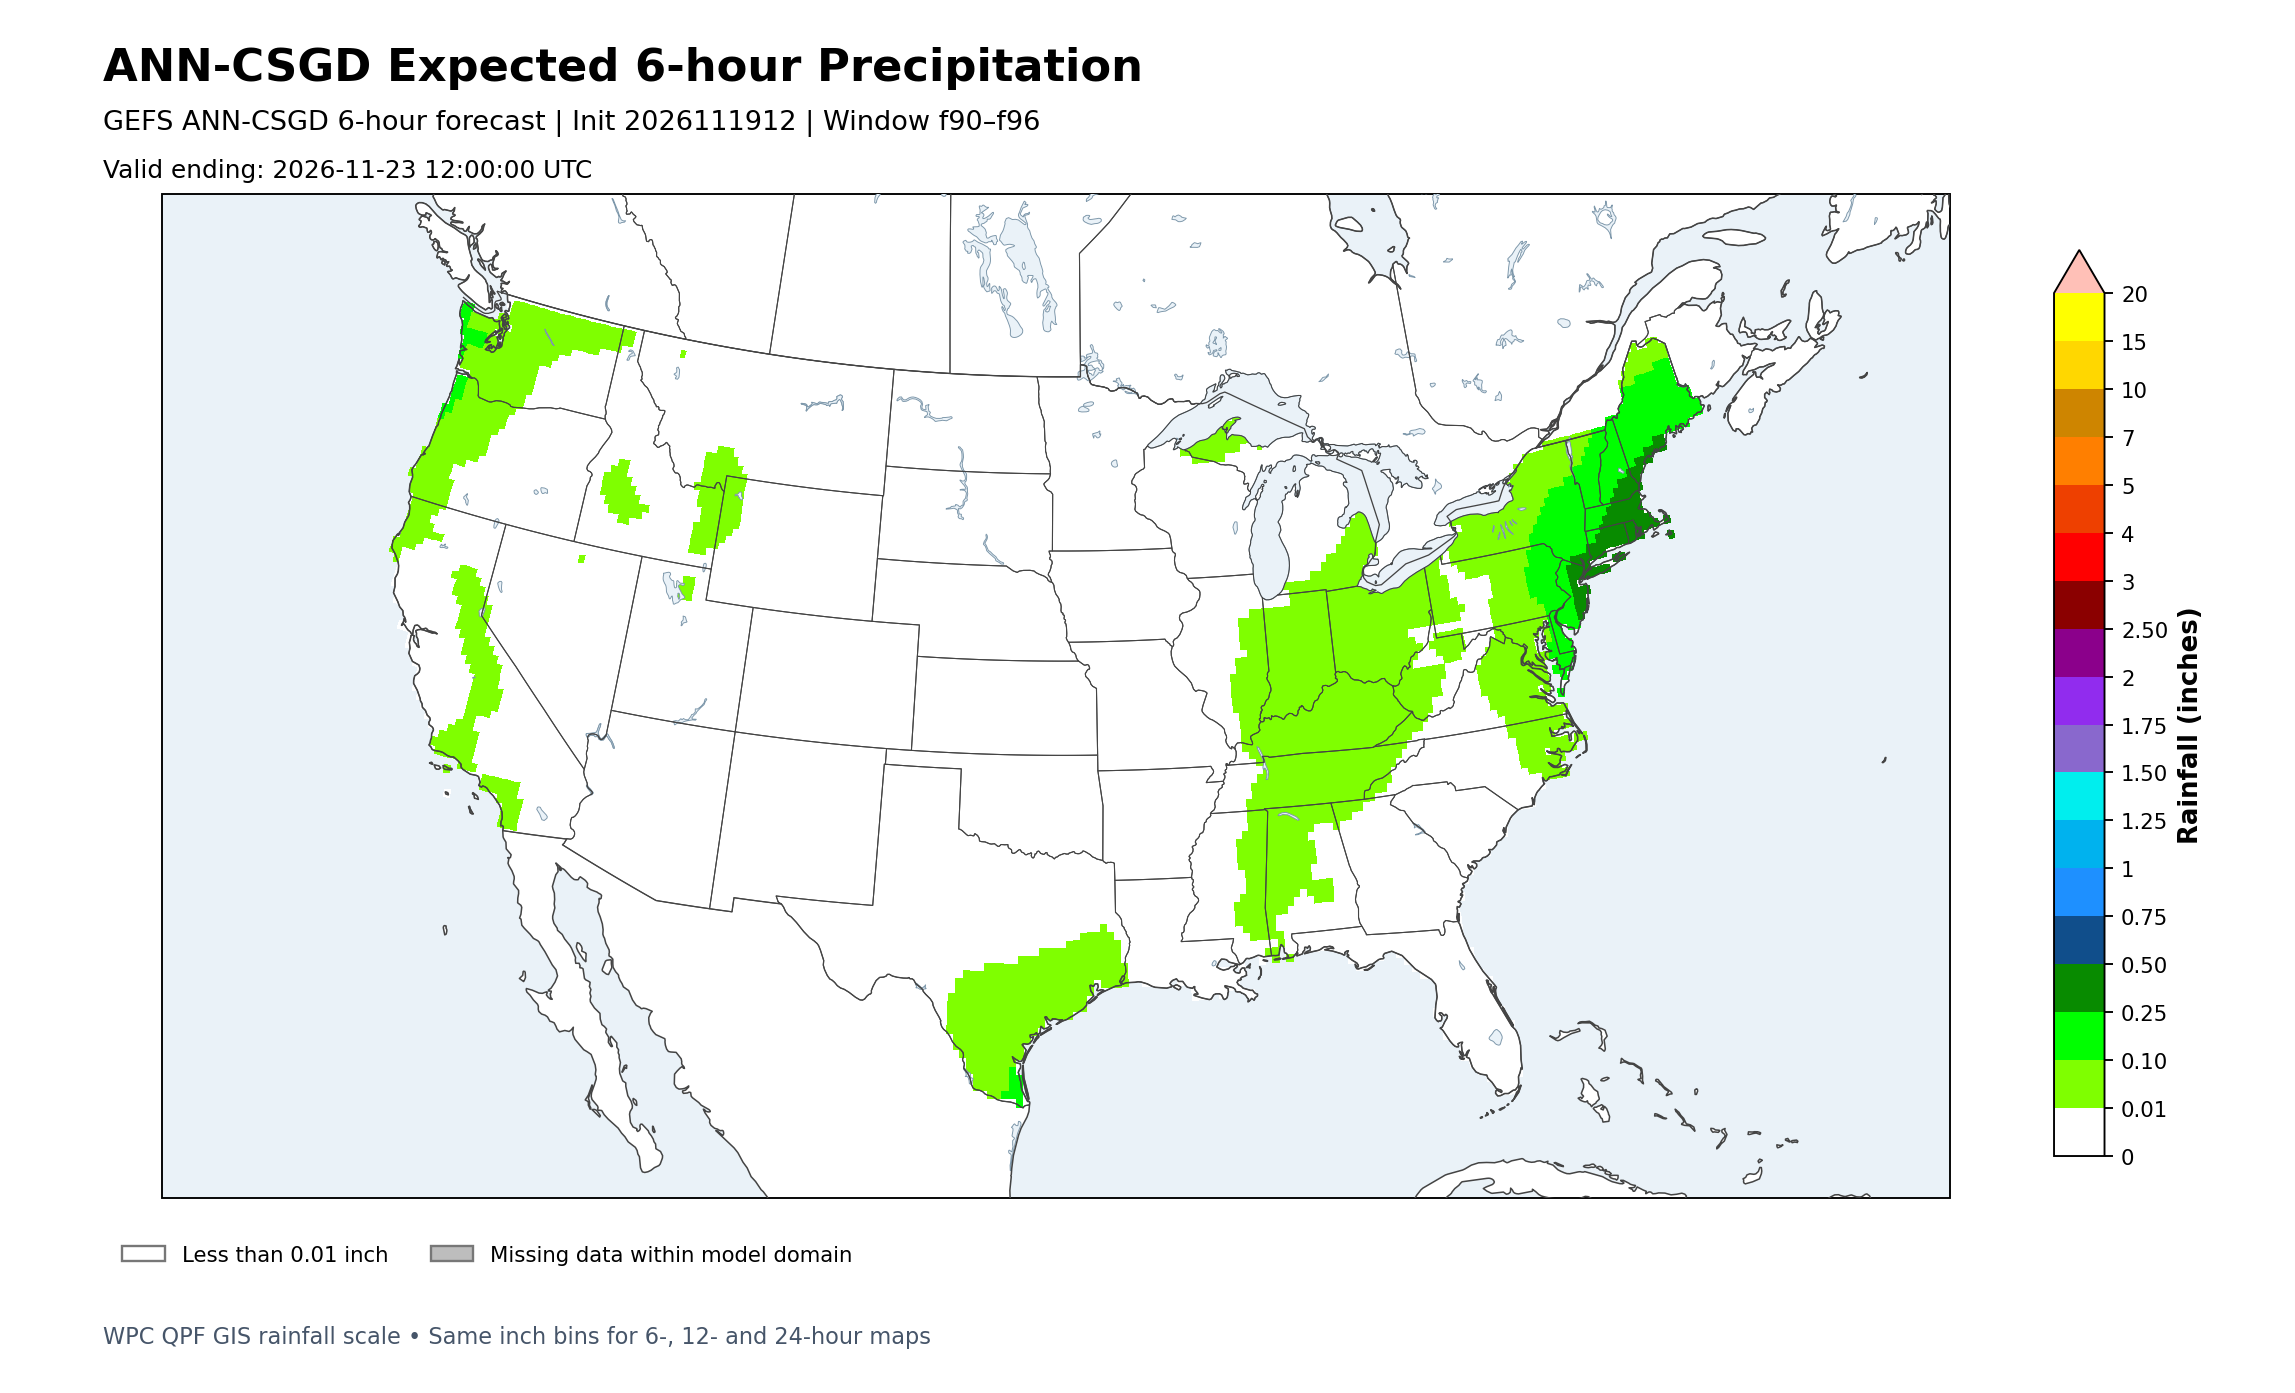 ANN-CSGD Expected 6-hour Precipitation
GEFS ANN-CSGD 6-hour forecast | Init 2026111912 | Window f90–f96
Valid ending: 2026-11-23 12:00:00 UTC
20
15
10
7
5
4
3
2.50
2
1.75
1.50
1.25
1
0.75
0.50
0.25
0.10
0.01
0
Rainfall (inches)
Less than 0.01 inch
Missing data within model domain
WPC QPF GIS rainfall scale • Same inch bins for 6-, 12- and 24-hour maps